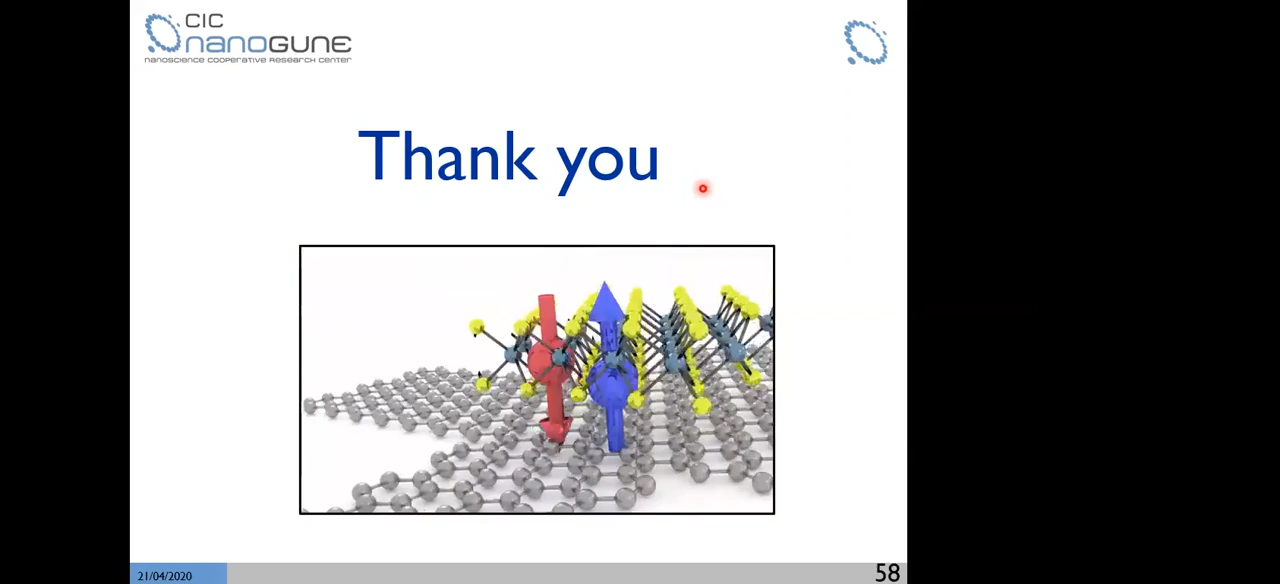 CIC
nanoGUNE
nanoscience cooperative research center
Thank you
21/04/2020
58